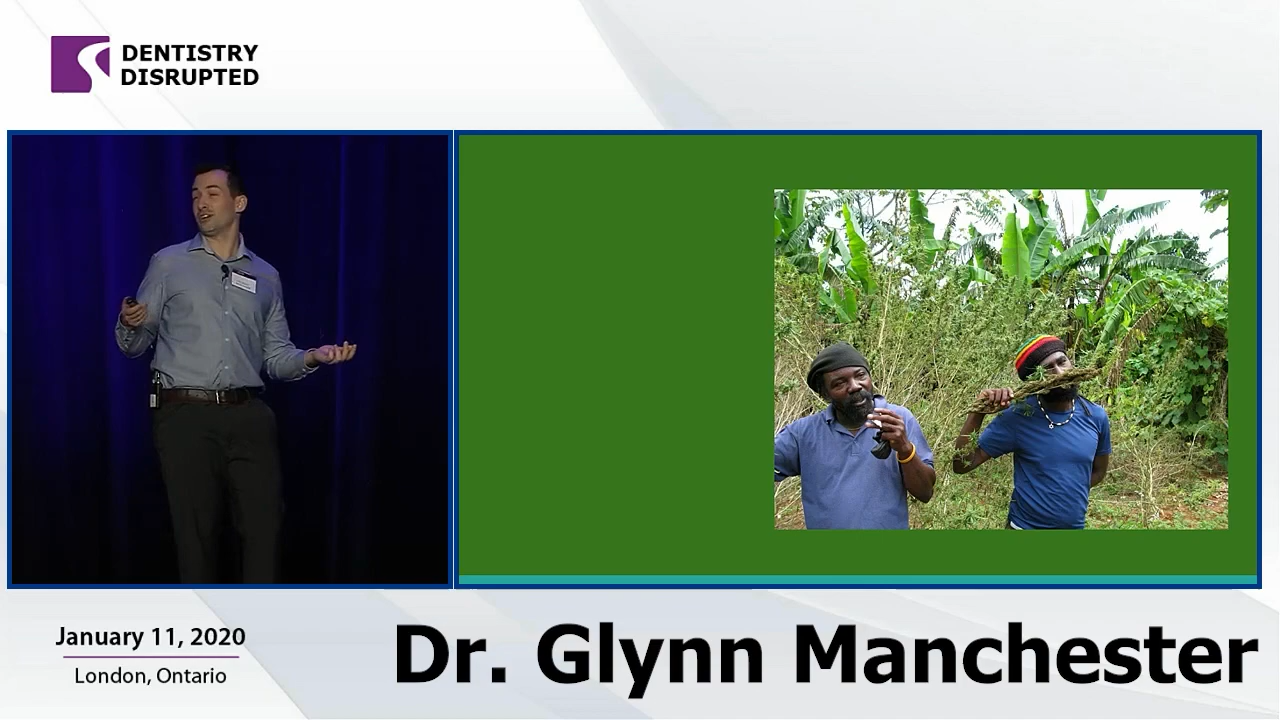 DENTISTRY
DISRUPTED
January 11, 2020
London, Ontario
Dr. Glynn Manchester